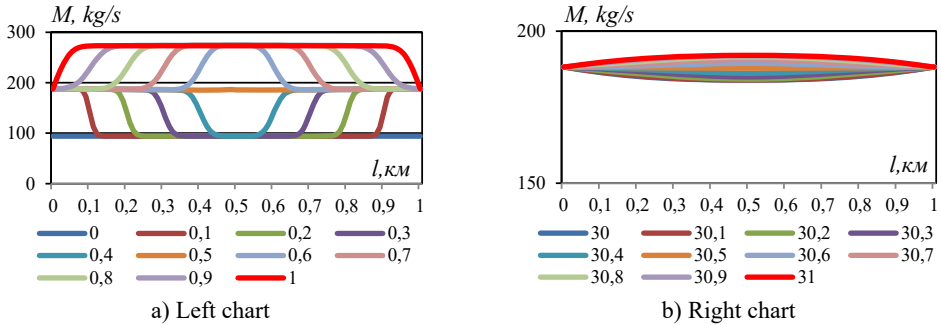 M, kg/s
300
200
100
0
l,км
0 0,1 0,2 0,3 0,4 0,5 0,6 0,7 0,8 0,9 1
0 0,1 0,2 0,3
0,4 0,5 0,6 0,7
0,8 0,9 1
a) Left chart
M, kg/s
200
150
l,км
0 0,1 0,2 0,3 0,4 0,5 0,6 0,7 0,8 0,9 1
30 30,1 30,2 30,3
30,4 30,5 30,6 30,7
30,8 30,9 31
b) Right chart